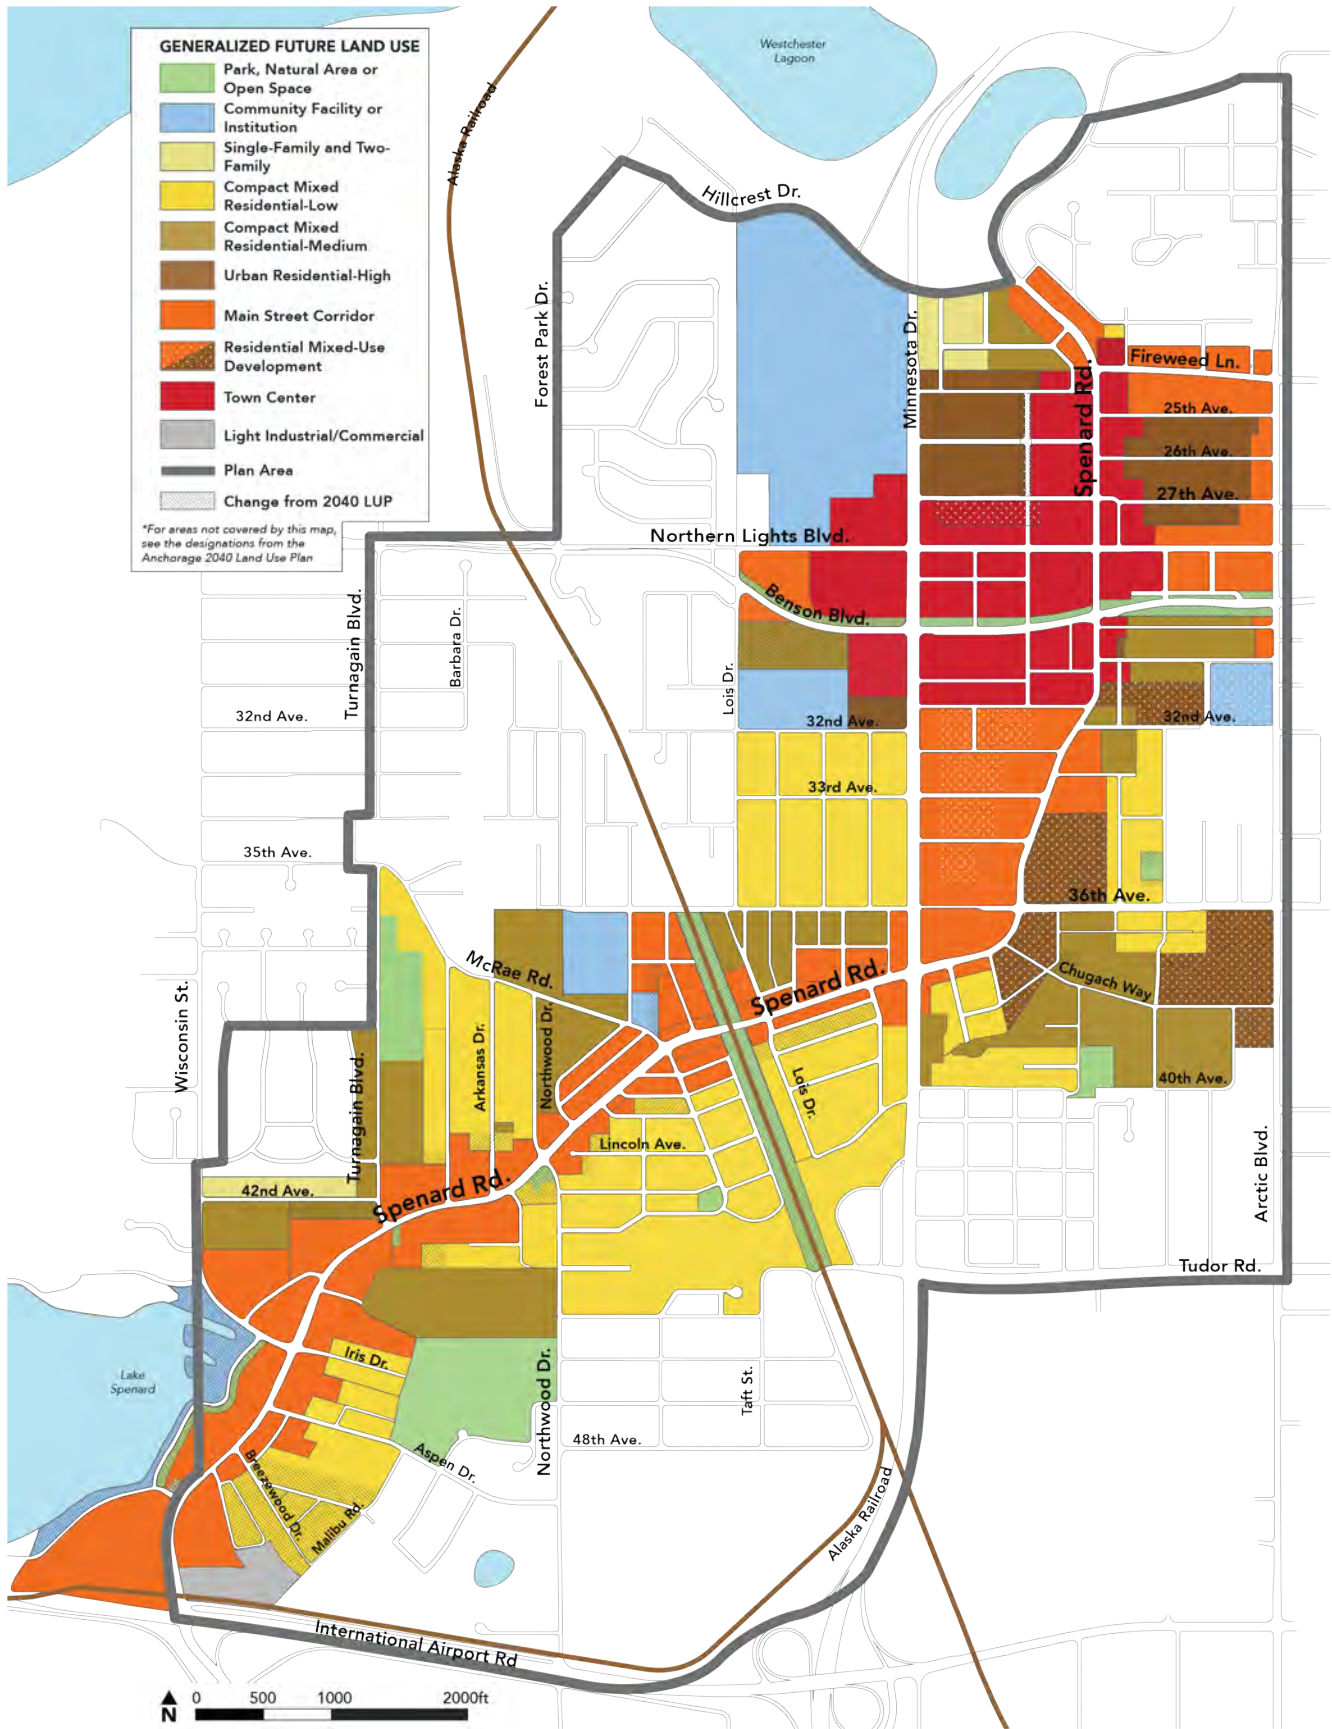 GENERALIZED FUTURE LAND USE
Park, Natural Area or
Open Space
Community Facility or
Institution
Single-Family and Two-
Family
Compact Mixed
Residential-Low
Compact Mixed
Residential-Medium
Urban Residential-High
Main Street Corridor
Residential Mixed-Use
Development
Town Center
Light Industrial/Commercial
Plan Area
Change from 2040 LUP
*For areas not covered by this map,
see the designations from the
Anchorage 2040 Land Use Plan
Westchester
Lagoon
Alaska Railroad
Hillcrest Dr.
Forest Park Dr.
Minnesota Dr.
Spenard Rd.
Fireweed Ln.
25th Ave.
26th Ave.
27th Ave.
Northern Lights Blvd.
Benson Blvd.
Turnagain Blvd.
Barbara Dr.
Lois Dr.
32nd Ave.
32nd Ave.
32nd Ave.
33rd Ave.
35th Ave.
36th Ave.
McRae Rd.
Spenard Rd.
Chugach Way
Wisconsin St.
Turnagain Blvd.
Arkansas Dr.
Northwood Dr.
Lois Dr.
40th Ave.
Lincoln Ave.
42nd Ave.
Spenard Rd.
Arctic Blvd.
Tudor Rd.
Lake
Spenard
Iris Dr.
Northwood Dr.
Taft St.
48th Ave.
Aspen Dr.
Breezewood Dr.
Malibu Rd.
Alaska Railroad
International Airport Rd
N
0 500 1000 2000ft